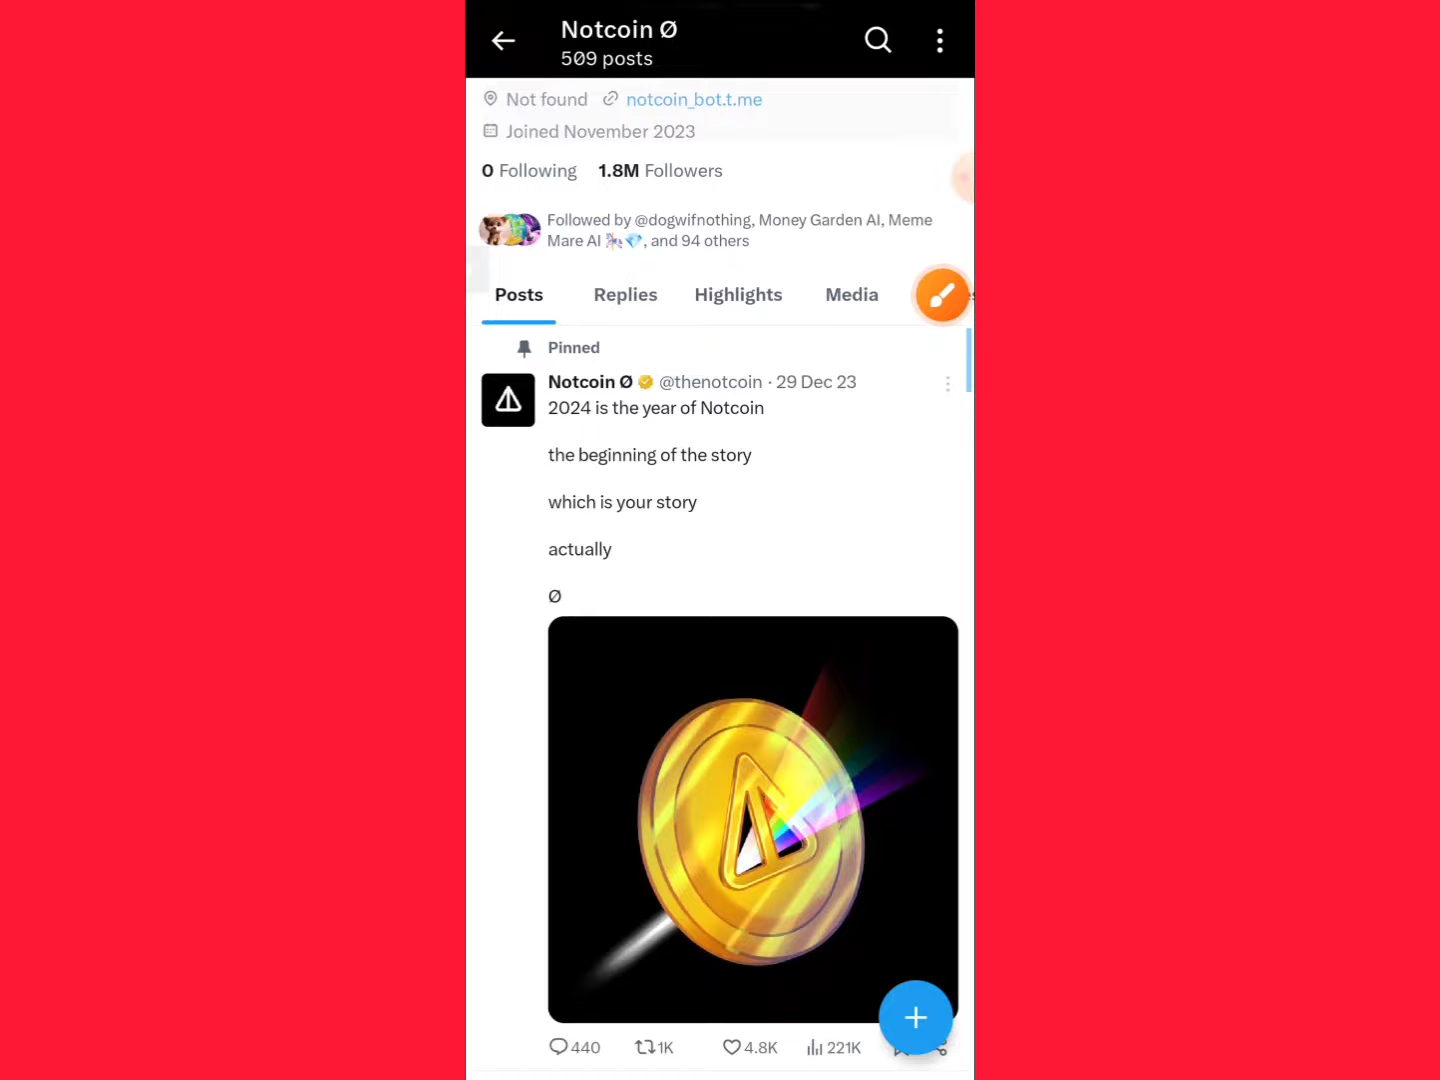 Notcoin Ø
509 posts
Not found notcoin_bot.t.me
Joined November 2023
0 Following 1.8M Followers
Followed by @dogwifnothing, Money Garden AI, Meme
Mare AI 🎠💎, and 94 others
Posts Replies Highlights Media
Pinned
Notcoin Ø @thenotcoin · 29 Dec 23
2024 is the year of Notcoin
the beginning of the story
which is your story
actually
Ø
440 1K 4.8K 221K